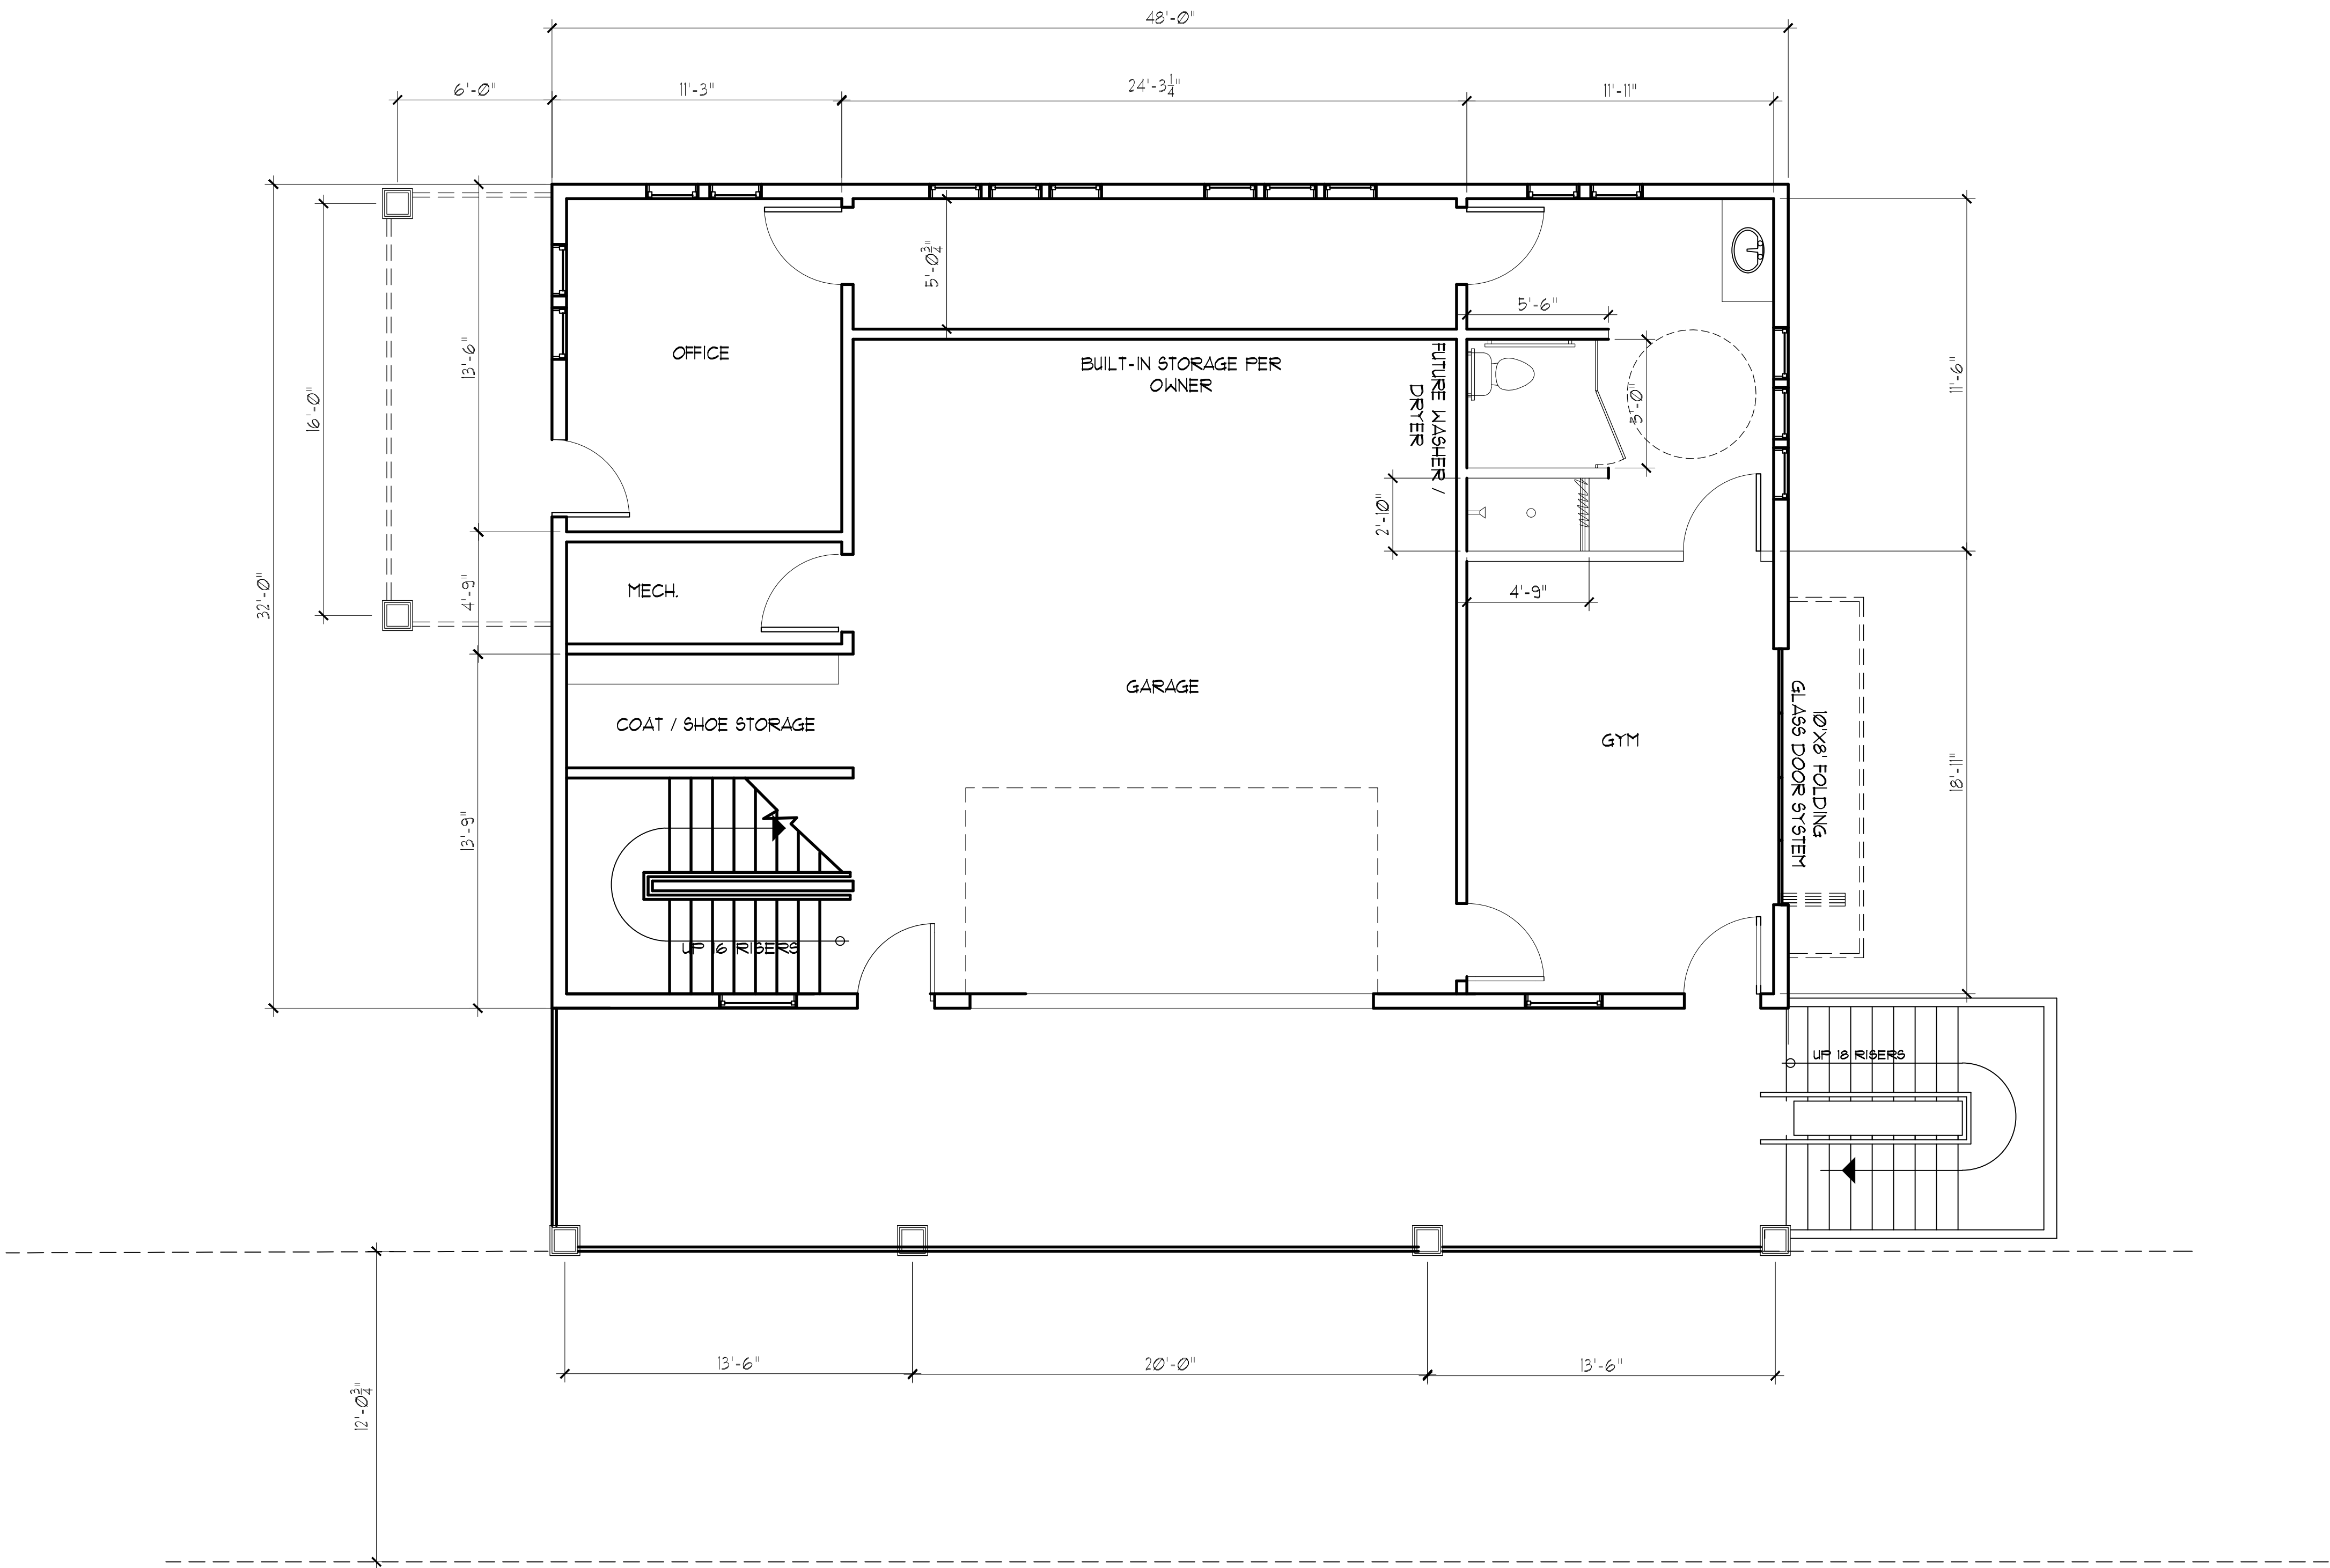 48'-0"
6'-0"
11'-3"
24'-3 1/4"
11'-11"
5'-0 3/4"
5'-6"
OFFICE
BUILT-IN STORAGE PER
OWNER
FUTURE WASHER /
DRYER
13'-6"
16'-0"
5'-0"
11'-6"
2'-10"
32'-0"
4'-9"
MECH.
4'-9"
GARAGE
COAT / SHOE STORAGE
GYM
10'X8' FOLDING
GLASS DOOR SYSTEM
18'-11"
13'-9"
UP 16 RISERS
UP 18 RISERS
13'-6"
20'-0"
13'-6"
12'-0 3/4"